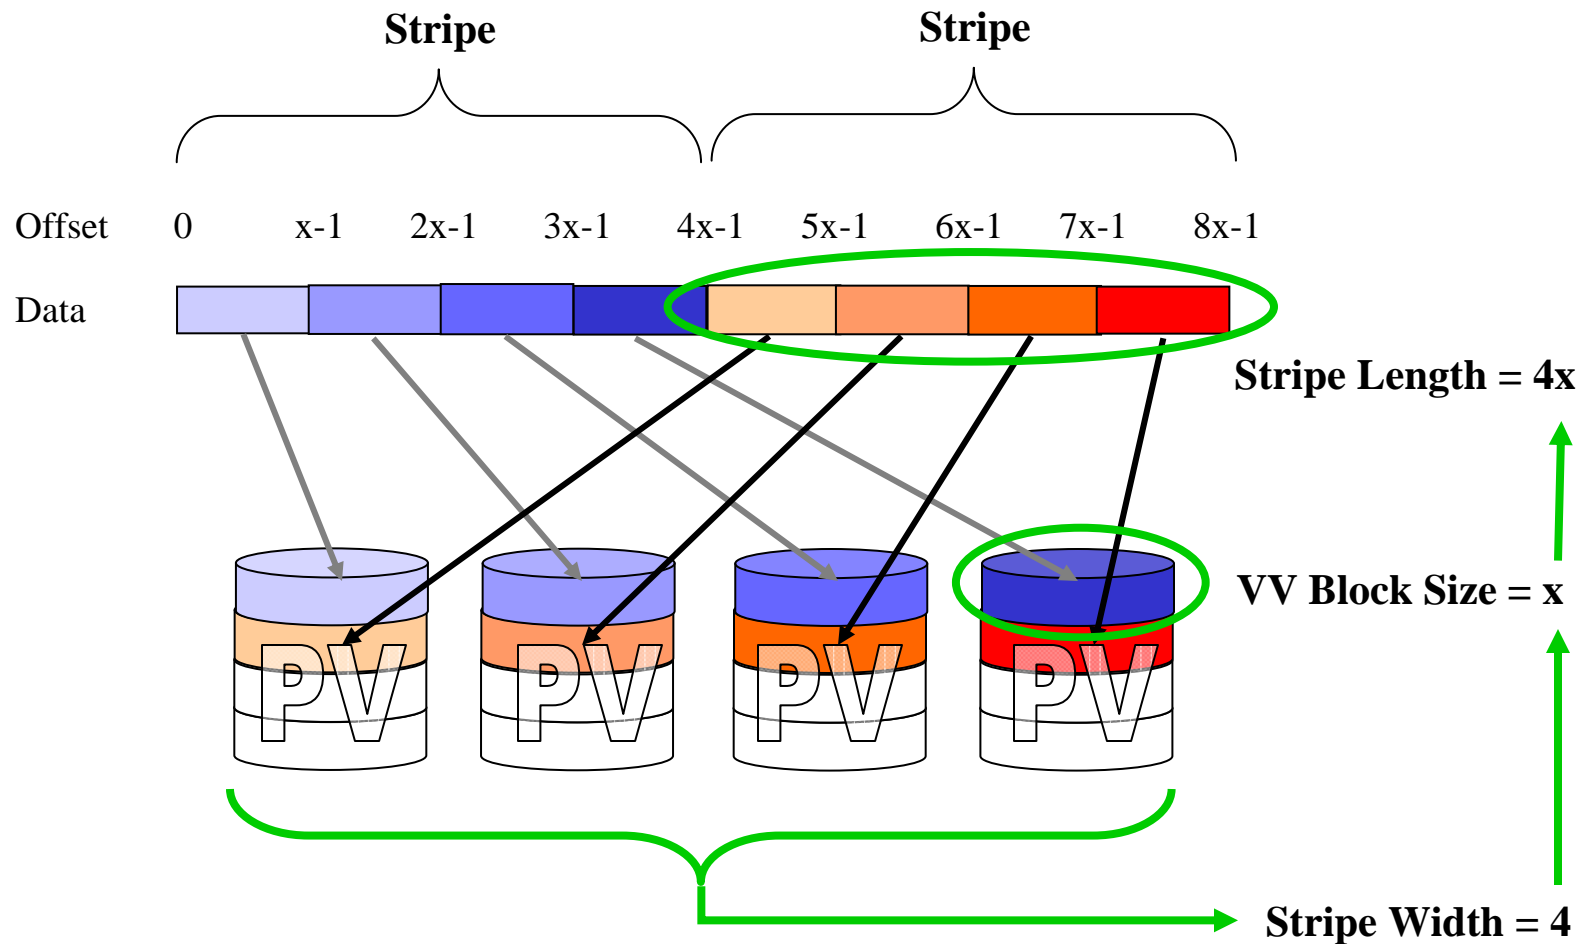 Stripe Stripe
Offset 0 x-1 2x-1 3x-1 4x-1 5x-1 6x-1 7x-1 8x-1
Data
Stripe Length = 4x
VV Block Size = x
PV PV PV PV
Stripe Width = 4